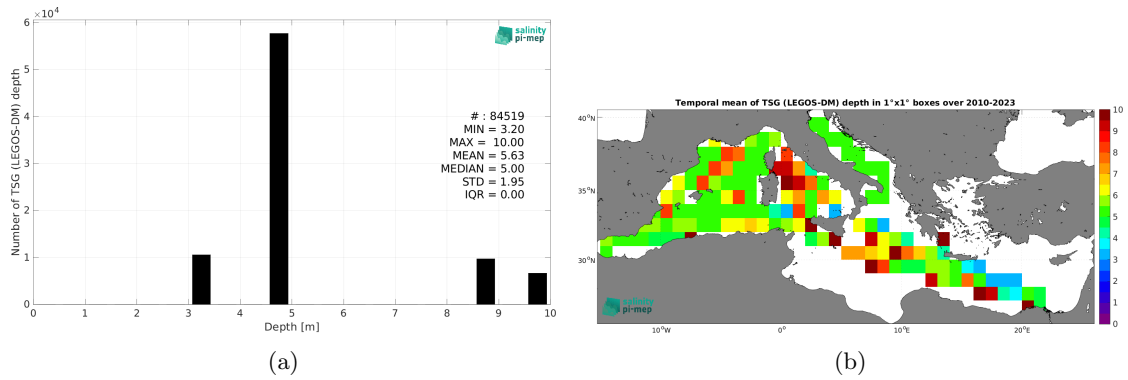 ×10⁴
6
5
4
3
2
1
0
Number of TSG (LEGOS-DM) depth
salinity
pi-mep
# : 84519
MIN = 3.20
MAX = 10.00
MEAN = 5.63
MEDIAN = 5.00
STD = 1.95
IQR = 0.00
0 1 2 3 4 5 6 7 8 9 10
Depth [m]
(a)
Temporal mean of TSG (LEGOS-DM) depth in 1°x1° boxes over 2010-2023
40°N
35°N
30°N
salinity
pi-mep
10°W 0° 10°E 20°E
10
9
8
7
6
5
4
3
2
1
0
(b)